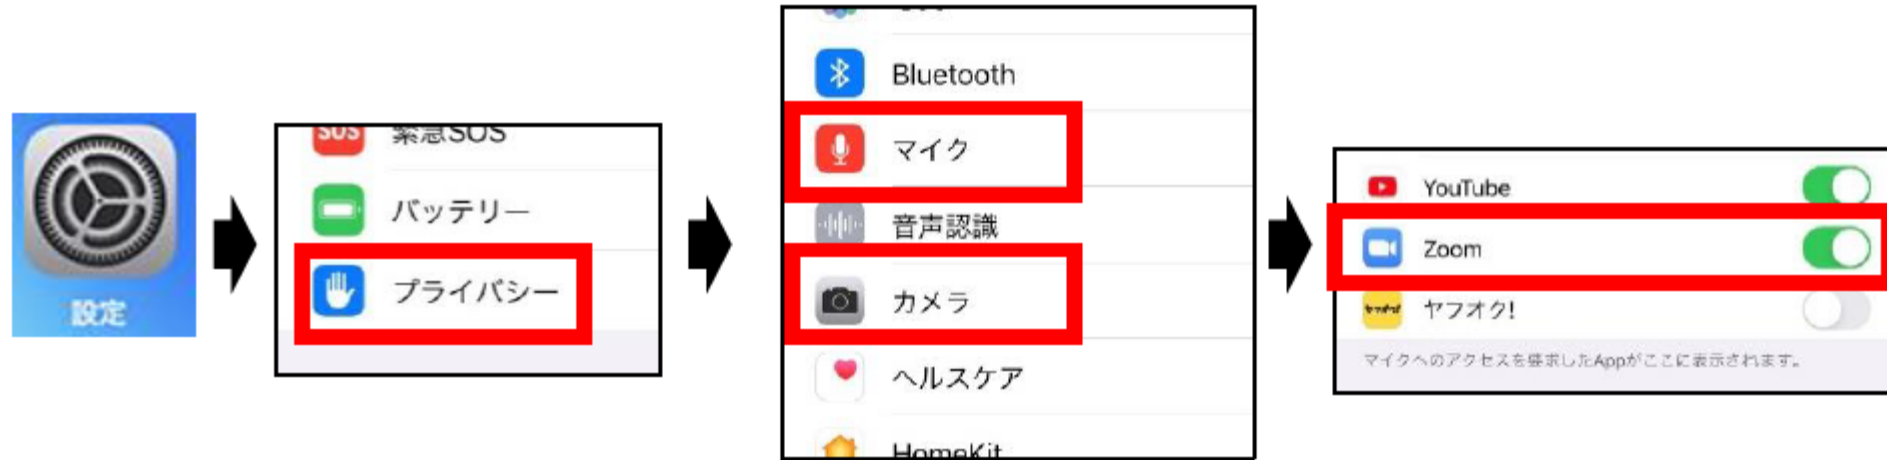 設定
SOS
緊急SOS
バッテリー
プライバシー
Bluetooth
マイク
音声認識
カメラ
ヘルスケア
HomeKit
YouTube
Zoom
ヤフオク!
マイクへのアクセスを要求したAppがここに表示されます。